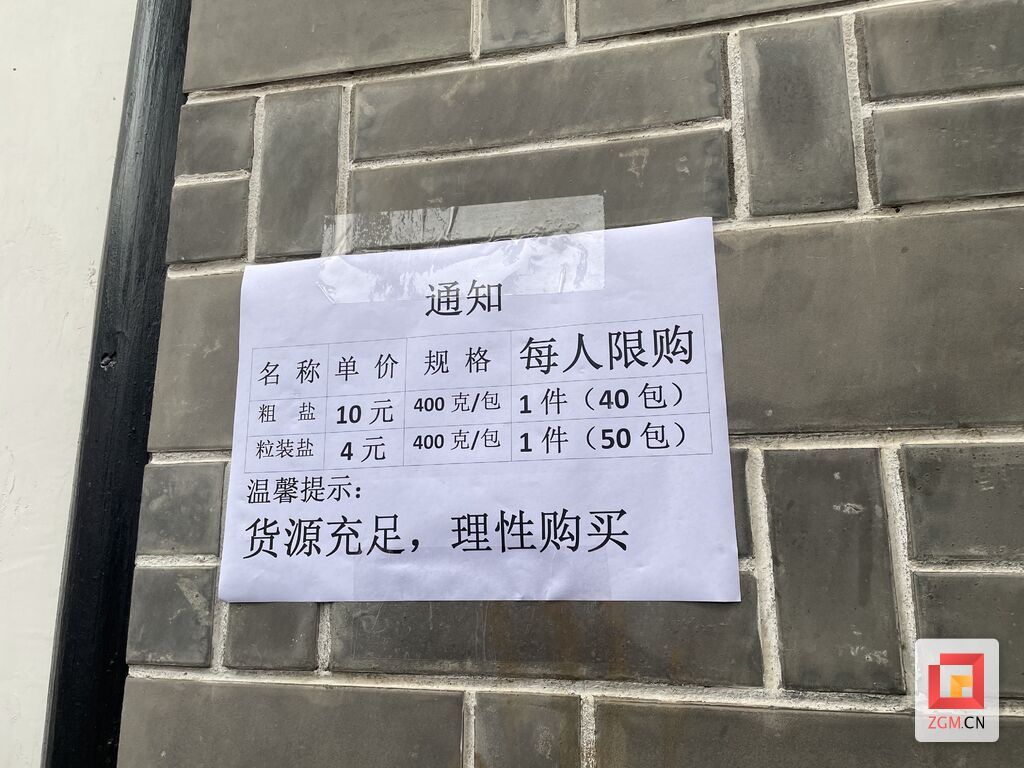 通知
名称 单价 规格 每人限购
粗盐 10元 400克/包 1件（40包）
粒装盐 4元 400克/包 1件（50包）
温馨提示：
货源充足，理性购买
ZGM.CN